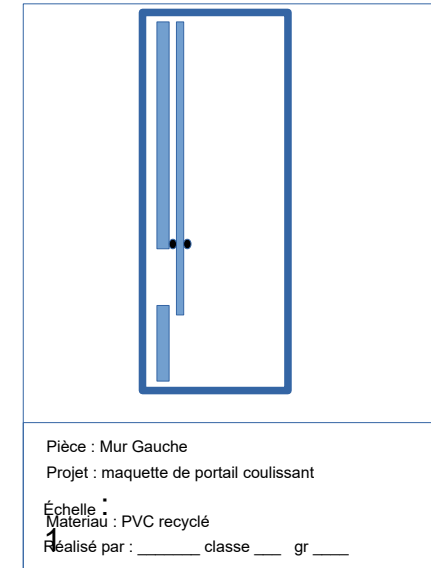 Pièce : Mur Gauche
Projet : maquette de portail coulissant
Échelle :
Materiau : PVC recyclé
1
Réalisé par : _______ classe ___ gr ____